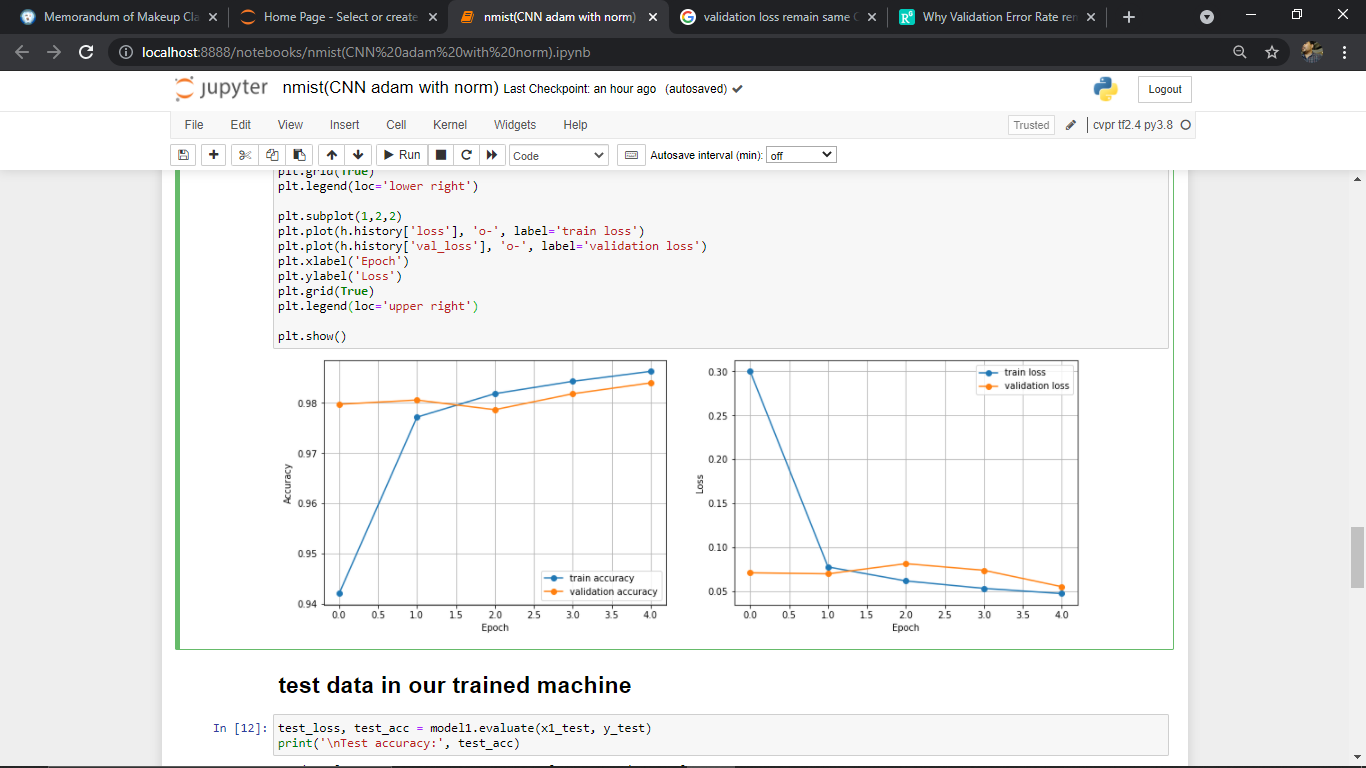 Memorandum of Makeup Cla
Home Page - Select or create
nmist(CNN adam with norm)
validation loss remain same C
Why Validation Error Rate ren
localhost:8888/notebooks/nmist(CNN%20adam%20with%20norm).ipynb
jupyter nmist(CNN adam with norm) Last Checkpoint: an hour ago (autosaved)
Logout
File Edit View Insert Cell Kernel Widgets Help
Trusted
cvpr tf2.4 py3.8
Run
Code
Autosave interval (min): off
plt.grid(True)
plt.legend(loc='lower right')
plt.subplot(1,2,2)
plt.plot(h.history['loss'], 'o-', label='train loss')
plt.plot(h.history['val_loss'], 'o-', label='validation loss')
plt.xlabel('Epoch')
plt.ylabel('Loss')
plt.grid(True)
plt.legend(loc='upper right')
plt.show()
0.98
0.97
0.96
0.95
0.94
Accuracy
train accuracy
validation accuracy
0.0 0.5 1.0 1.5 2.0 2.5 3.0 3.5 4.0
Epoch
0.30
0.25
0.20
0.15
0.10
0.05
Loss
train loss
validation loss
0.0 0.5 1.0 1.5 2.0 2.5 3.0 3.5 4.0
Epoch
test data in our trained machine
In [12]:
test_loss, test_acc = model1.evaluate(x1_test, y_test)
print('\nTest accuracy:', test_acc)